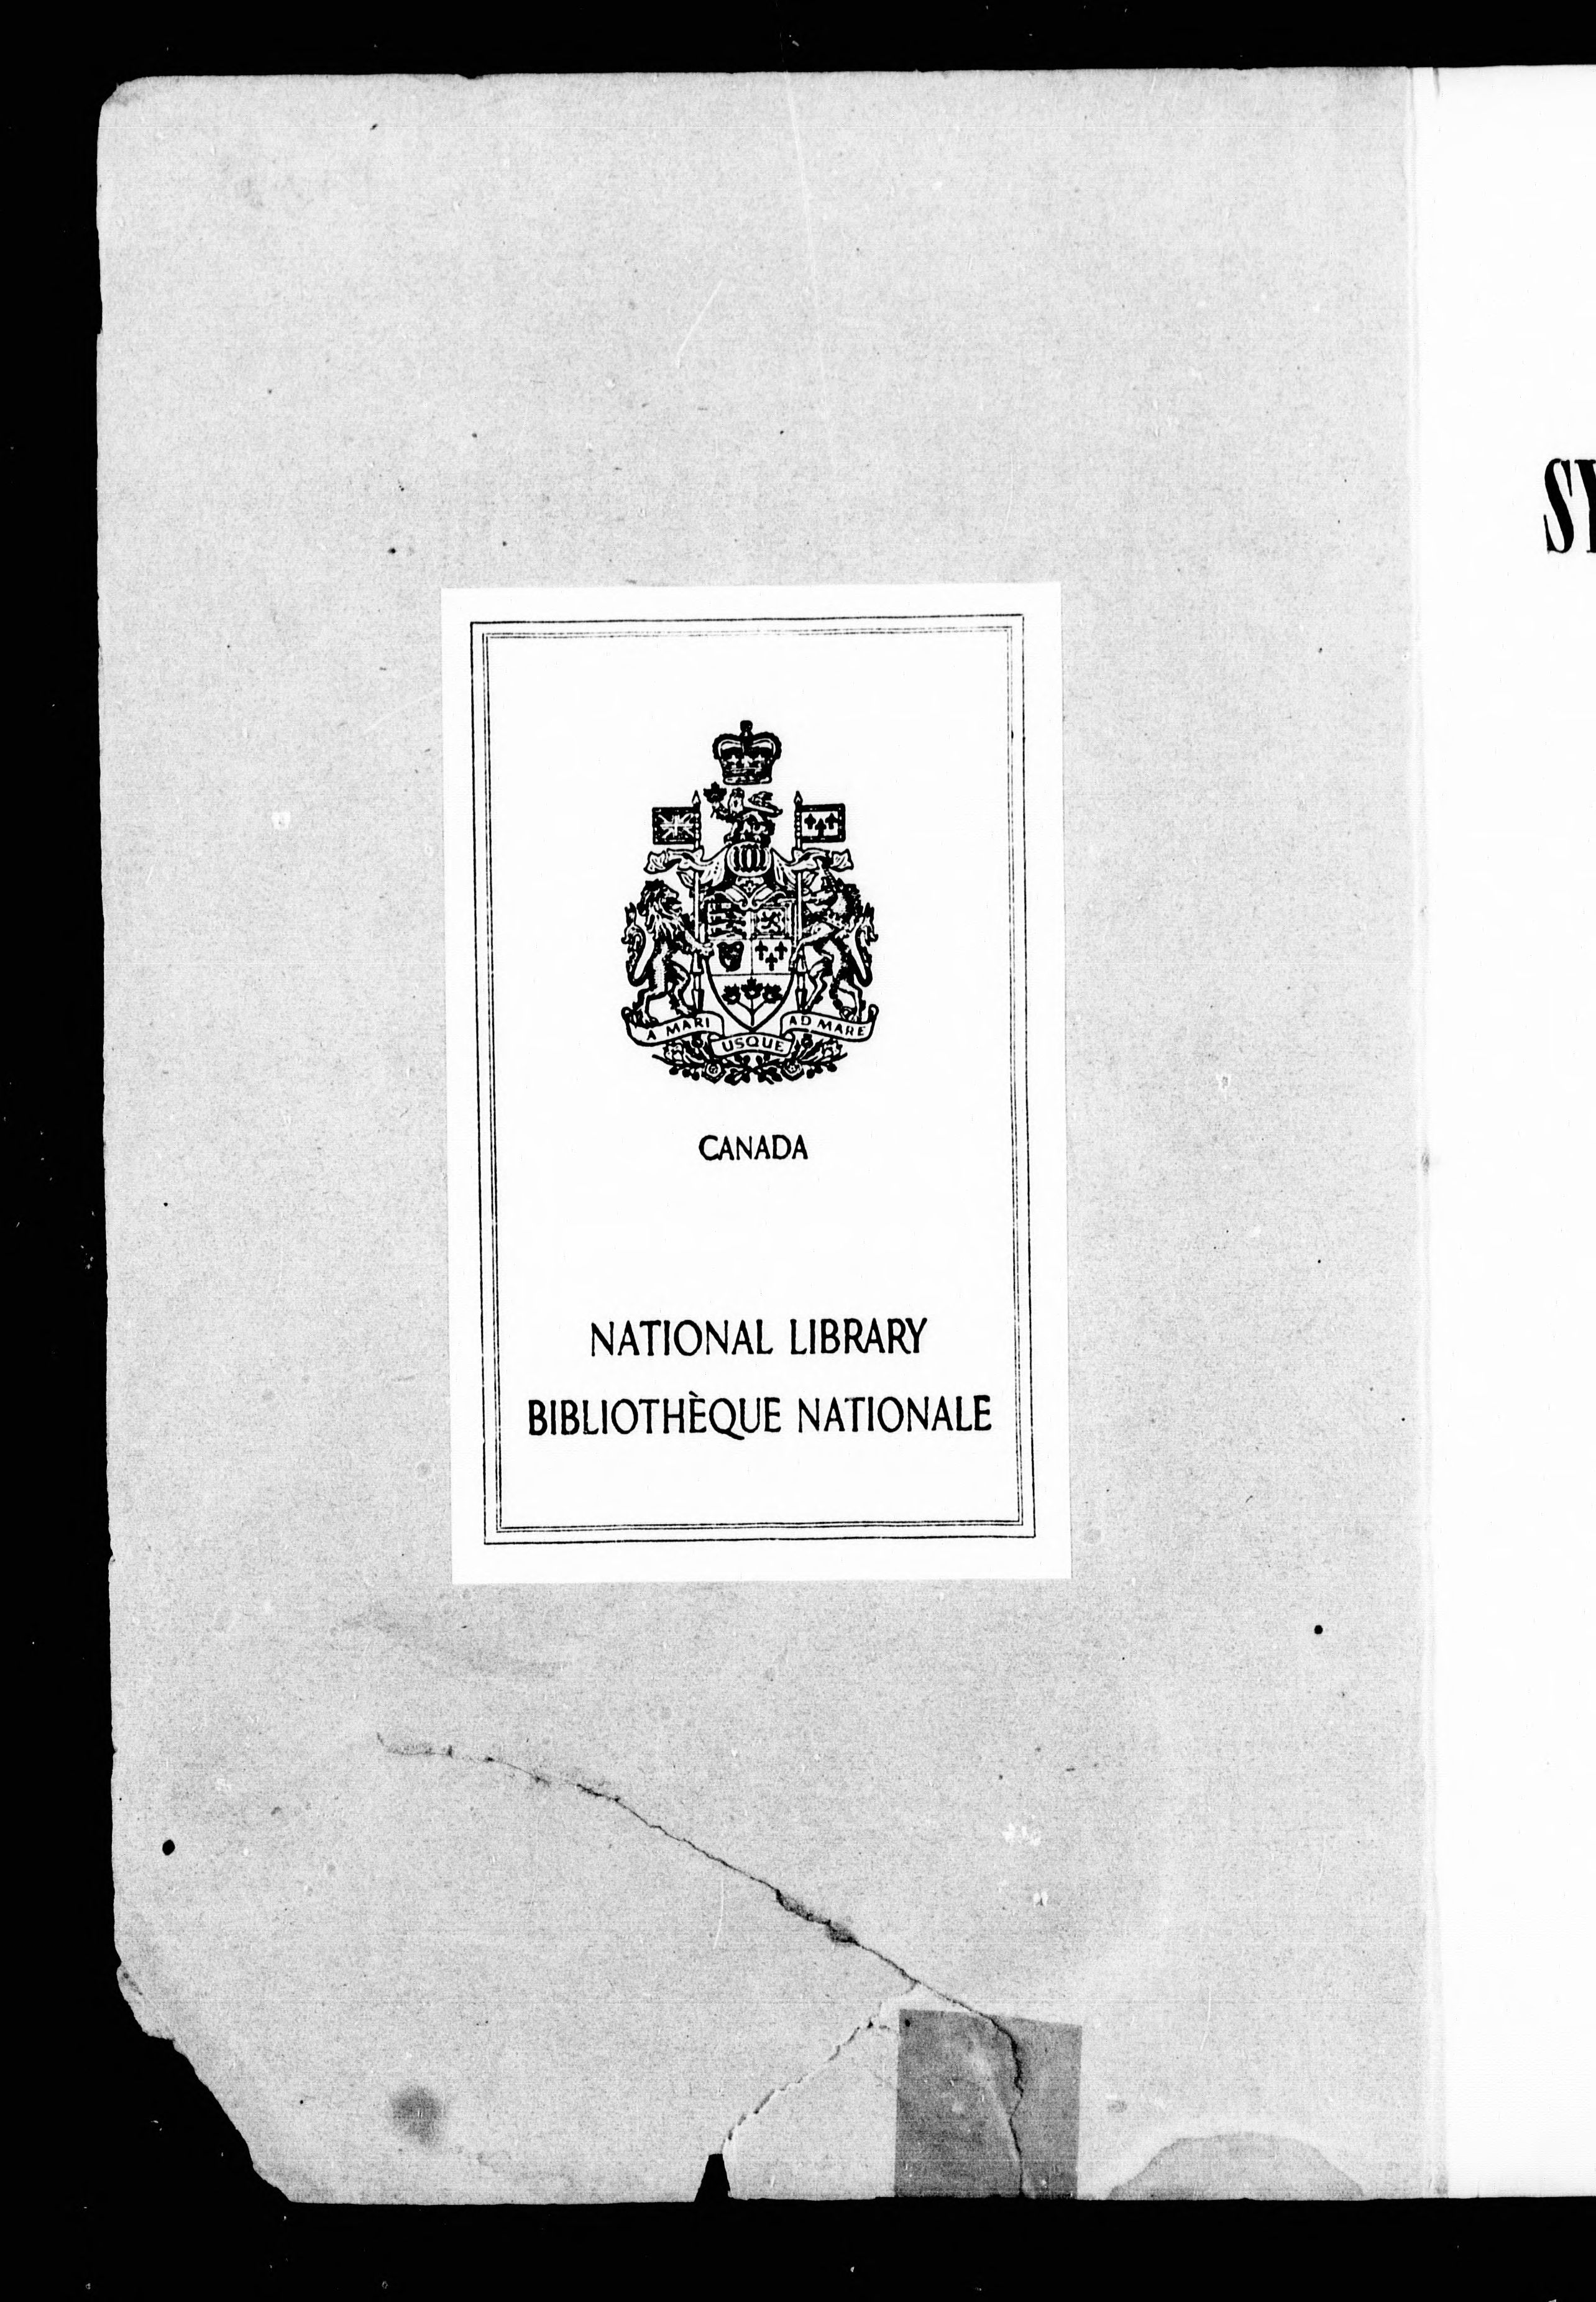 A MARI USQUE AD MARE
CANADA
NATIONAL LIBRARY
BIBLIOTHÈQUE NATIONALE